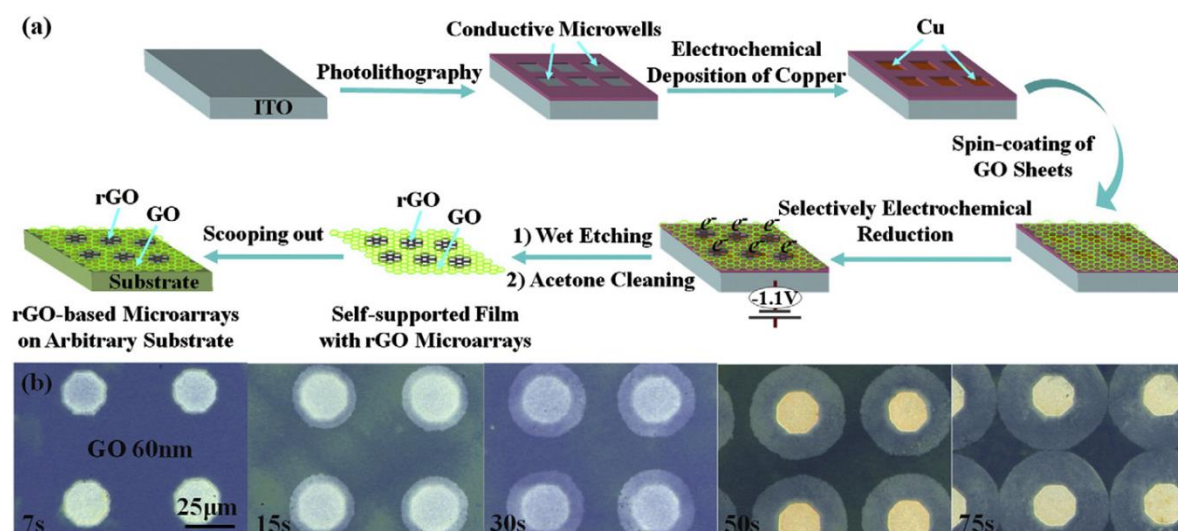 (a)
ITO
Photolithography
Conductive Microwells
Electrochemical
Deposition of Copper
Cu
Spin-coating of
GO Sheets
Selectively Electrochemical
Reduction
e- e- e-
e- e- e-
-1.1V
1) Wet Etching
2) Acetone Cleaning
rGO
GO
Self-supported Film
with rGO Microarrays
Scooping out
rGO
GO
Substrate
rGO-based Microarrays
on Arbitrary Substrate
(b)
GO 60nm
25μm
7s
15s
30s
50s
75s